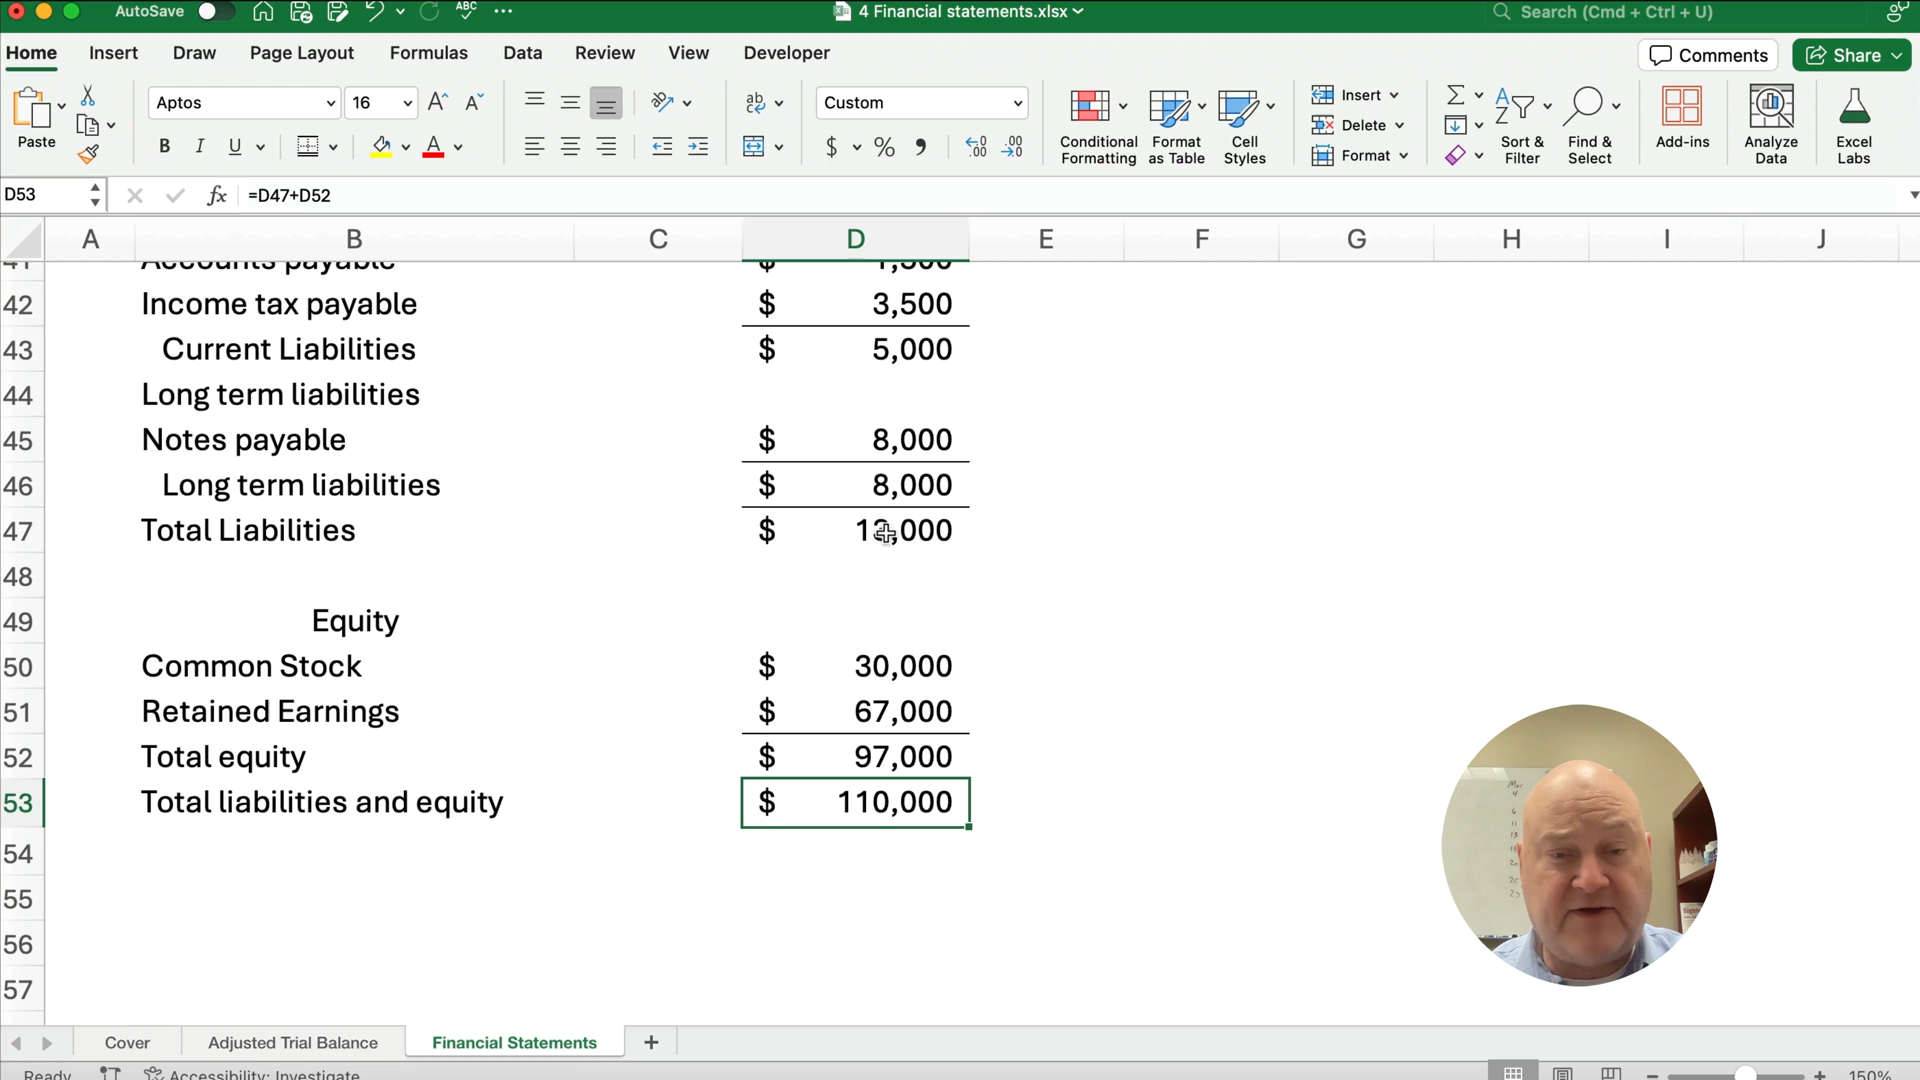 AutoSave
ABC
4 Financial statements.xlsx
Search (Cmd + Ctrl + U)
Home Insert Draw Page Layout Formulas Data Review View Developer
Comments Share
Paste
Aptos 16
B I U
Custom
$ %
Conditional Formatting
Format as Table
Cell Styles
Insert
Delete
Format
Sort & Filter
Find & Select
Add-ins
Analyze Data
Excel Labs
D53 fx =D47+D52
A B C D E F G H I J
42 Income tax payable $ 3,500
43 Current Liabilities $ 5,000
44 Long term liabilities
45 Notes payable $ 8,000
46 Long term liabilities $ 8,000
47 Total Liabilities $ 13,000
48
49 Equity
50 Common Stock $ 30,000
51 Retained Earnings $ 67,000
52 Total equity $ 97,000
53 Total liabilities and equity $ 110,000
54
55
56
57
Cover Adjusted Trial Balance Financial Statements +
Ready Accessibility: Investigate 150%